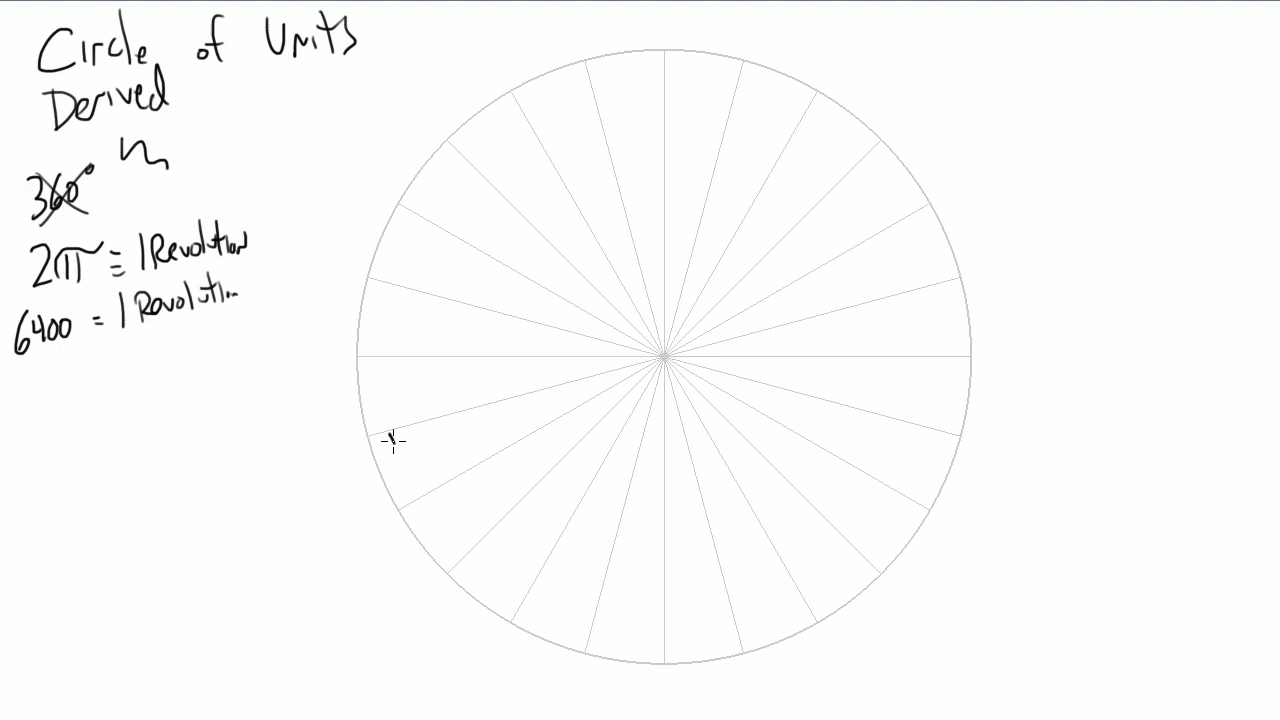 Circle of Units
Derived
360°
2π ≡ 1 Revolution
6400 = 1 Revolution